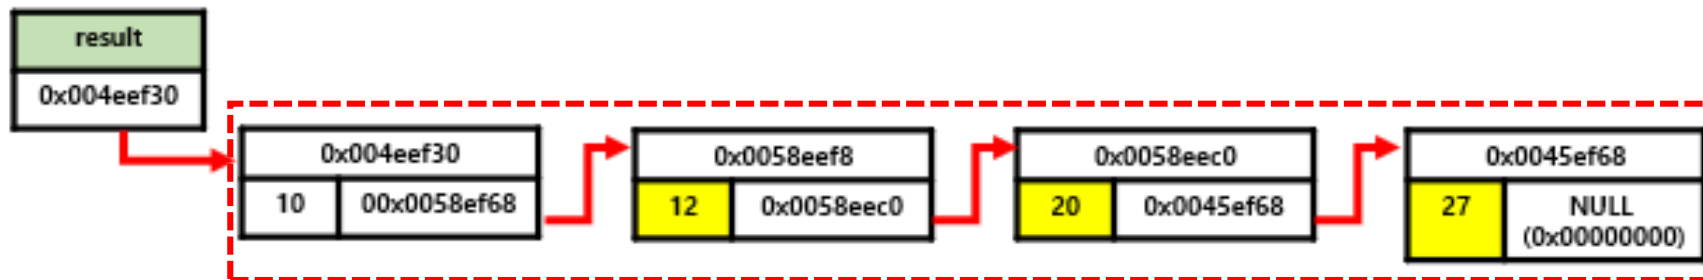 result
0x004eef30
0x004eef30
10 00x0058ef68
0x0058eef8
12 0x0058eec0
0x0058eec0
20 0x0045ef68
0x0045ef68
27 NULL
(0x00000000)